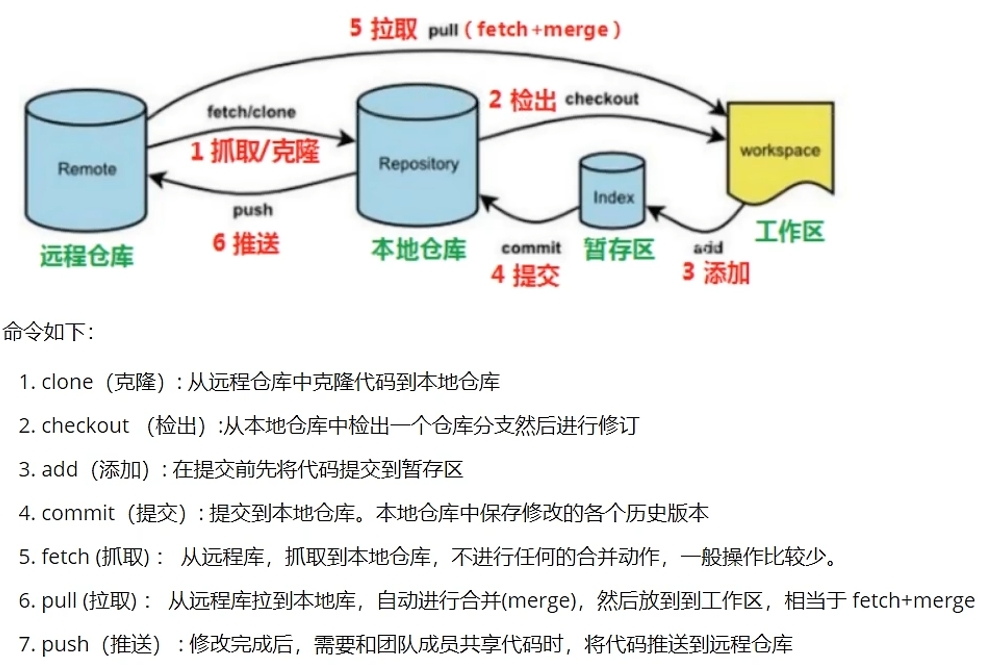 5 拉取 pull ( fetch+merge )
fetch/clone
1 抓取/克隆
2 检出 checkout
Remote
Repository
workspace
Index
push
6 推送
远程仓库
本地仓库
commit
4 提交
暂存区
add
3 添加
工作区
命令如下：
1. clone（克隆）: 从远程仓库中克隆代码到本地仓库
2. checkout （检出）:从本地仓库中检出一个仓库分支然后进行修订
3. add（添加）: 在提交前先将代码提交到暂存区
4. commit（提交）: 提交到本地仓库。本地仓库中保存修改的各个历史版本
5. fetch (抓取)： 从远程库，抓取到本地仓库，不进行任何的合并动作，一般操作比较少。
6. pull (拉取)： 从远程库拉到本地库，自动进行合并(merge)，然后放到到工作区，相当于 fetch+merge
7. push（推送）: 修改完成后，需要和团队成员共享代码时，将代码推送到远程仓库